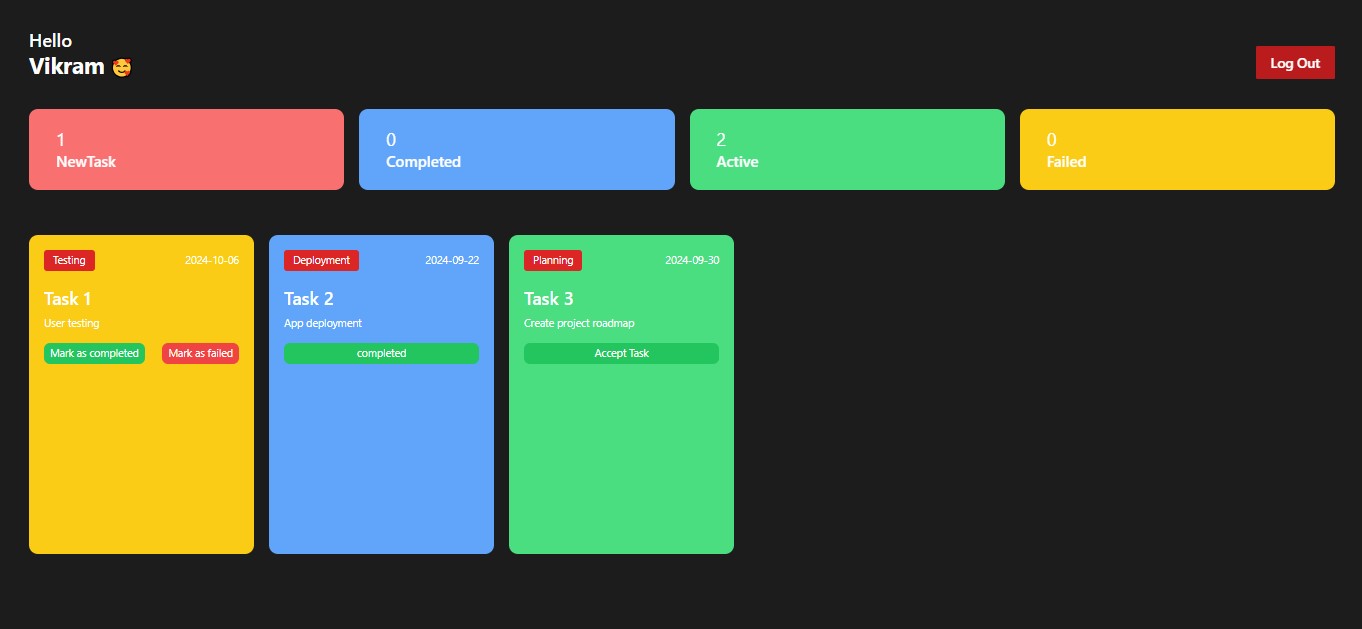 Hello
Vikram 🥰
Log Out
1
NewTask
0
Completed
2
Active
0
Failed
Testing 2024-10-06
Task 1
User testing
Mark as completed Mark as failed
Deployment 2024-09-22
Task 2
App deployment
completed
Planning 2024-09-30
Task 3
Create project roadmap
Accept Task